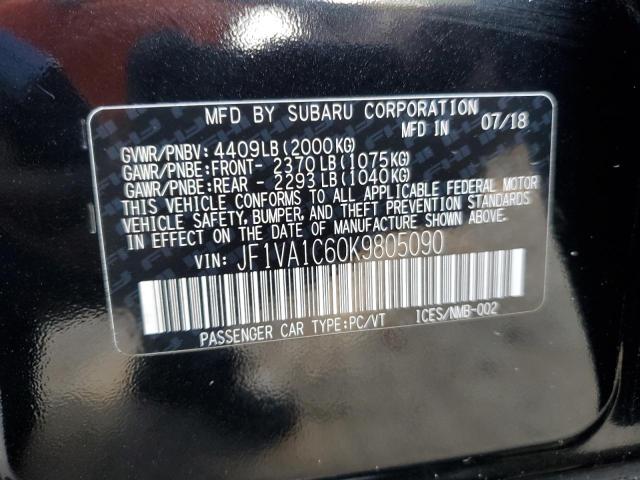 MFD BY SUBARU CORPORATION
MFD IN 07/18
GVWR/PNBV: 4409LB(2000KG)
GAWR/PNBE:FRONT- 2370LB(1075KG)
GAWR/PNBE:REAR - 2293LB(1040KG)
THIS VEHICLE CONFORMS TO ALL APPLICABLE FEDERAL MOTOR
VEHICLE SAFETY, BUMPER, AND THEFT PREVENTION STANDARDS
IN EFFECT ON THE DATE OF MANUFACTURE SHOWN ABOVE.
VIN: JF1VA1C60K9805090
PASSENGER CAR TYPE:PC/VT ICES/NMB-002